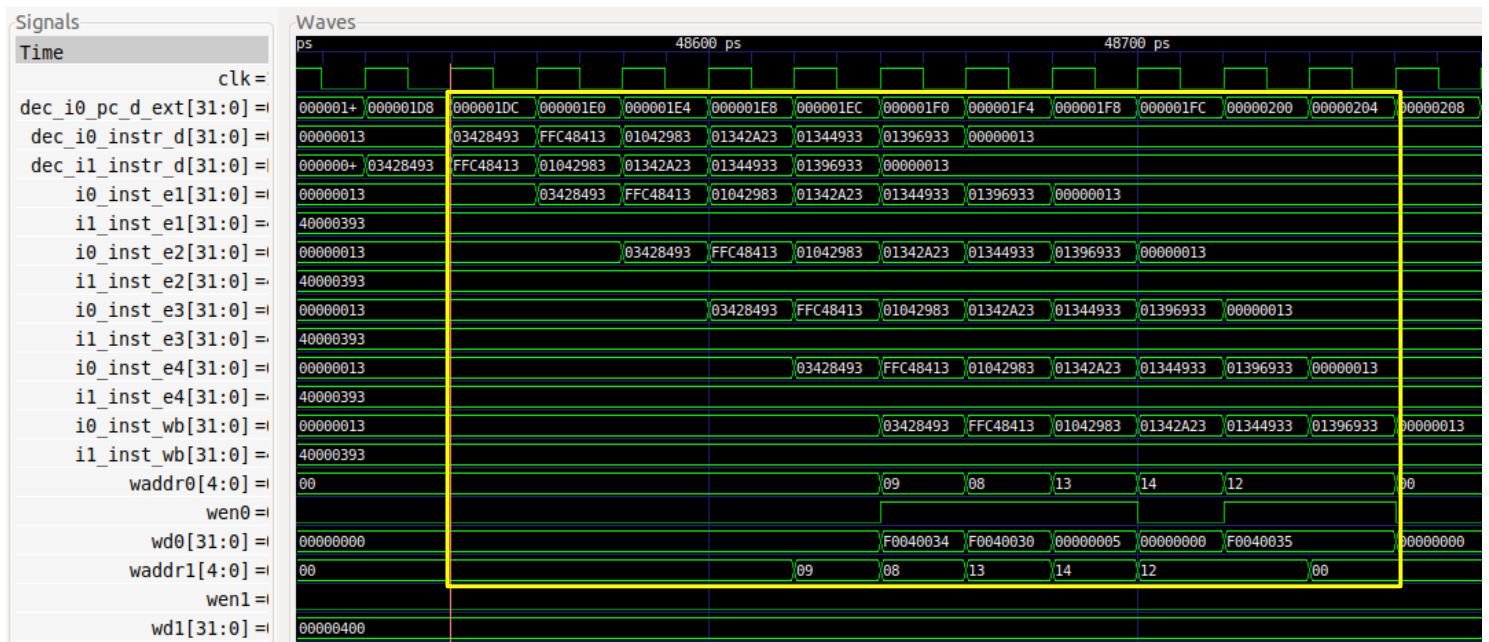 Signals Waves
Time ps 48600 ps 48700 ps
clk=
dec_i0_pc_d_ext[31:0] = 000001+ 000001D8 000001DC 000001E0 000001E4 000001E8 000001EC 000001F0 000001F4 000001F8 000001FC 00000200 00000204 00000208
dec_i0_instr_d[31:0] = 00000013 03428493 FFC48413 01042983 01342A23 01344933 01396933 00000013
dec_i1_instr_d[31:0] = 000000+ 03428493 FFC48413 01042983 01342A23 01344933 01396933 00000013
i0_inst_e1[31:0] = 00000013 03428493 FFC48413 01042983 01342A23 01344933 01396933 00000013
i1_inst_e1[31:0] = 40000393
i0_inst_e2[31:0] = 00000013 03428493 FFC48413 01042983 01342A23 01344933 01396933 00000013
i1_inst_e2[31:0] = 40000393
i0_inst_e3[31:0] = 00000013 03428493 FFC48413 01042983 01342A23 01344933 01396933 00000013
i1_inst_e3[31:0] = 40000393
i0_inst_e4[31:0] = 00000013 03428493 FFC48413 01042983 01342A23 01344933 01396933 00000013
i1_inst_e4[31:0] = 40000393
i0_inst_wb[31:0] = 00000013 03428493 FFC48413 01042983 01342A23 01344933 01396933 00000013
i1_inst_wb[31:0] = 40000393
waddr0[4:0] = 00 09 08 13 14 12 00
wen0 =
wd0[31:0] = 00000000 F0040034 F0040030 00000005 00000000 F0040035 00000000
waddr1[4:0] = 00 09 08 13 14 12 00
wen1 =
wd1[31:0] = 00000400